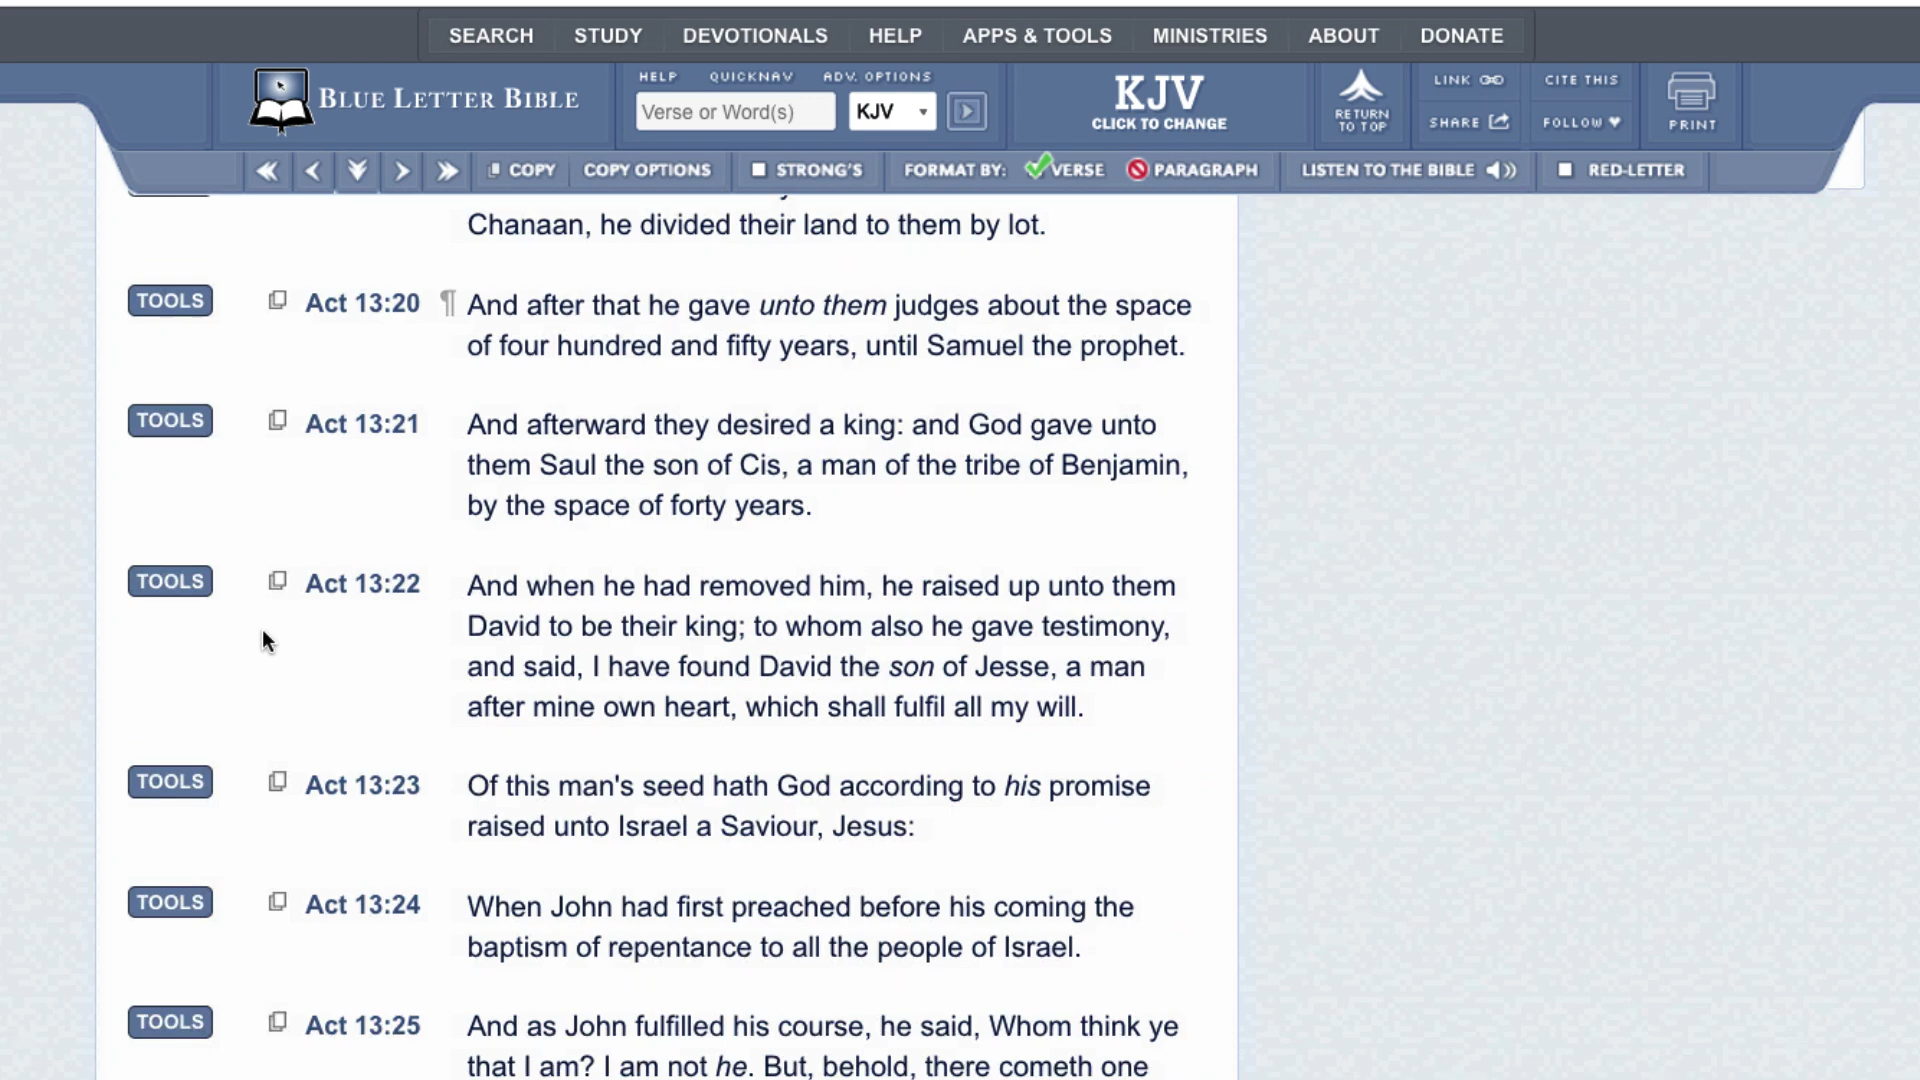 SEARCH STUDY DEVOTIONALS HELP APPS & TOOLS MINISTRIES ABOUT DONATE
BLUE LETTER BIBLE
HELP QUICKNAV ADV. OPTIONS
Verse or Word(s) KJV
KJV
CLICK TO CHANGE
RETURN
TO TOP
LINK
SHARE
CITE THIS
FOLLOW
PRINT
COPY COPY OPTIONS STRONG'S FORMAT BY: VERSE PARAGRAPH LISTEN TO THE BIBLE RED-LETTER
Chanaan, he divided their land to them by lot.
TOOLS Act 13:20 ¶ And after that he gave unto them judges about the space
of four hundred and fifty years, until Samuel the prophet.
TOOLS Act 13:21 And afterward they desired a king: and God gave unto
them Saul the son of Cis, a man of the tribe of Benjamin,
by the space of forty years.
TOOLS Act 13:22 And when he had removed him, he raised up unto them
David to be their king; to whom also he gave testimony,
and said, I have found David the son of Jesse, a man
after mine own heart, which shall fulfil all my will.
TOOLS Act 13:23 Of this man's seed hath God according to his promise
raised unto Israel a Saviour, Jesus:
TOOLS Act 13:24 When John had first preached before his coming the
baptism of repentance to all the people of Israel.
TOOLS Act 13:25 And as John fulfilled his course, he said, Whom think ye
that I am? I am not he. But, behold, there cometh one